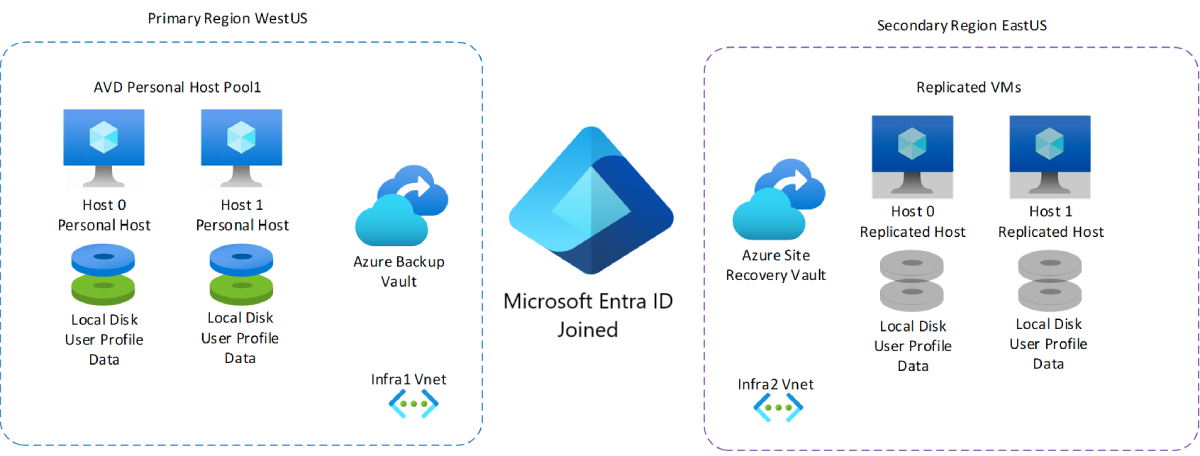 Primary Region WestUS
AVD Personal Host Pool1
Host 0
Personal Host
Host 1
Personal Host
Local Disk
User Profile
Data
Local Disk
User Profile
Data
Azure Backup
Vault
Infra1 Vnet
Microsoft Entra ID
Joined
Secondary Region EastUS
Replicated VMs
Azure Site
Recovery Vault
Host 0
Replicated Host
Host 1
Replicated Host
Local Disk
User Profile
Data
Local Disk
User Profile
Data
Infra2 Vnet